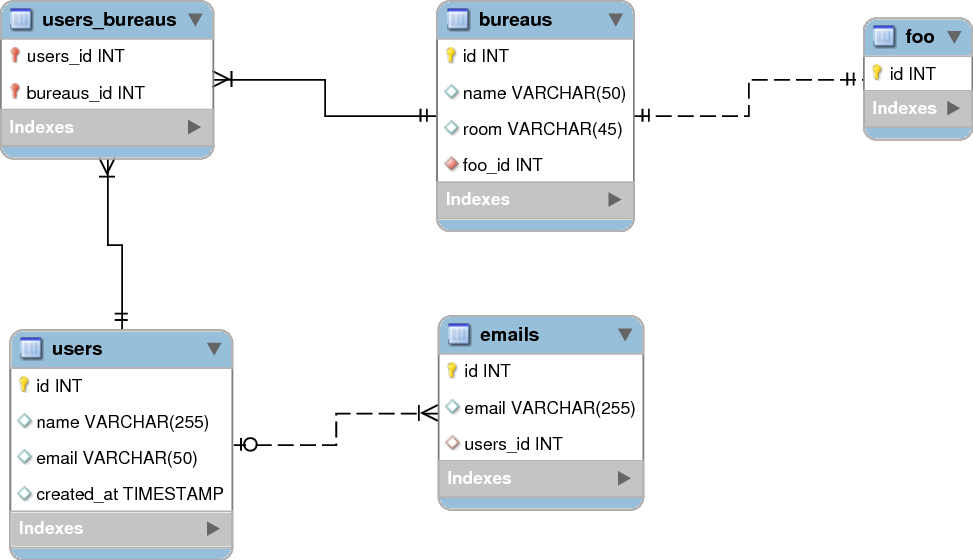 users_bureaus
users_id INT
bureaus_id INT
Indexes
bureaus
id INT
name VARCHAR(50)
room VARCHAR(45)
foo_id INT
Indexes
foo
id INT
Indexes
users
id INT
name VARCHAR(255)
email VARCHAR(50)
created_at TIMESTAMP
Indexes
emails
id INT
email VARCHAR(255)
users_id INT
Indexes